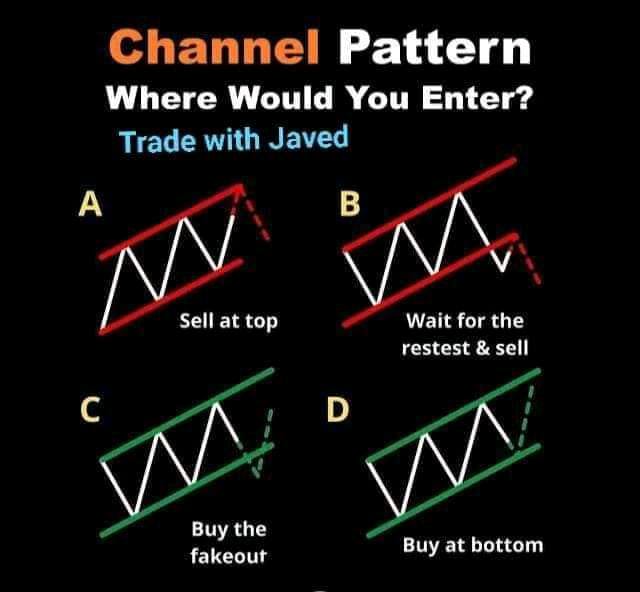 Channel Pattern
Where Would You Enter?
Trade with Javed
A
B
Sell at top
Wait for the
restest & sell
C
D
Buy the
fakeout
Buy at bottom